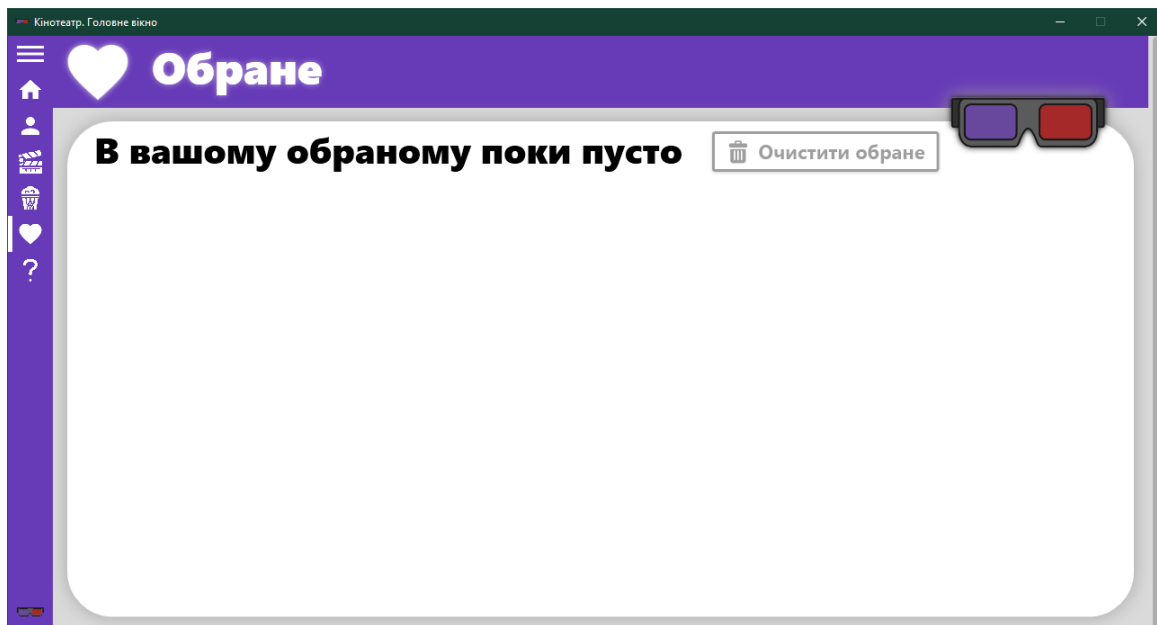 Кінотеатр. Головне вікно
Обране
В вашому обраному поки пусто
Очистити обране